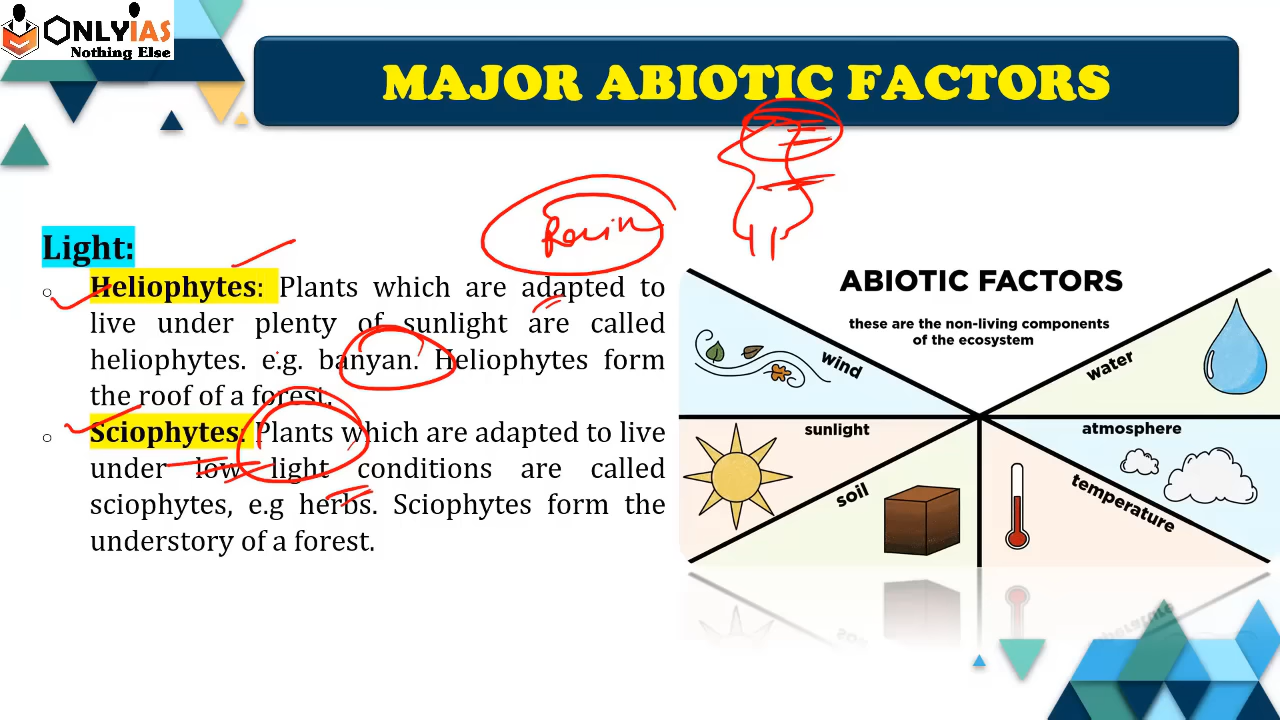 ONLYIAS
Nothing Else
MAJOR ABIOTIC FACTORS
Light:
Heliophytes: Plants which are adapted to
live under plenty of sunlight are called
heliophytes. e.g. banyan. Heliophytes form
the roof of a forest.
Sciophytes: Plants which are adapted to live
under low light conditions are called
sciophytes, e.g herbs. Sciophytes form the
understory of a forest.
ABIOTIC FACTORS
these are the non-living components
of the ecosystem
wind
water
sunlight
atmosphere
soil
temperature